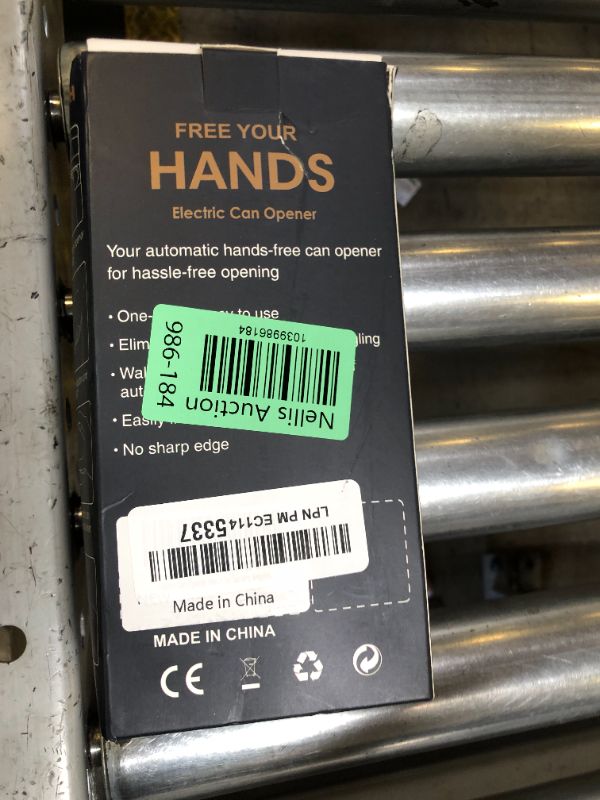 FREE YOUR
HANDS
Electric Can Opener
Your automatic hands-free can opener
for hassle-free opening
• One- to use
• Elim ling
• Wal
aut
• Easily
• No sharp edge
1039986184
986-184
Nellis Auction
LPN PM EC1145337
Made in China
MADE IN CHINA
CE